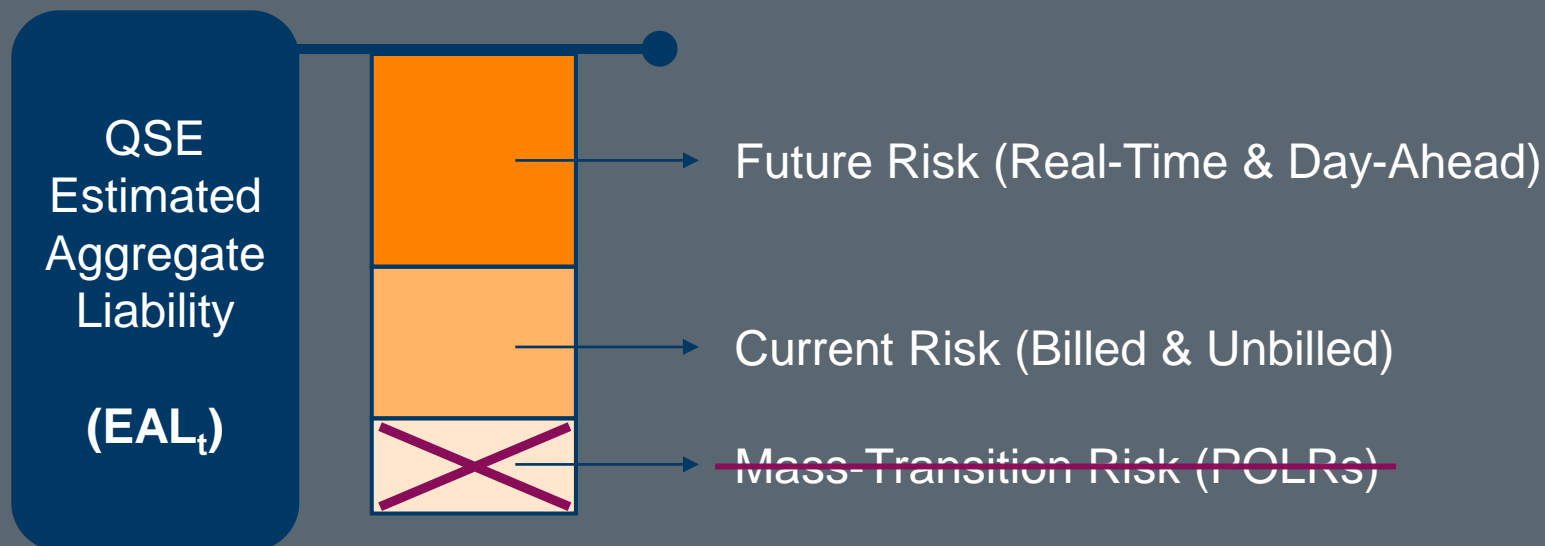 QSE
Estimated
Aggregate
Liability
(EALt)
Future Risk (Real-Time & Day-Ahead)
Current Risk (Billed & Unbilled)
Mass-Transition Risk (POLRs)